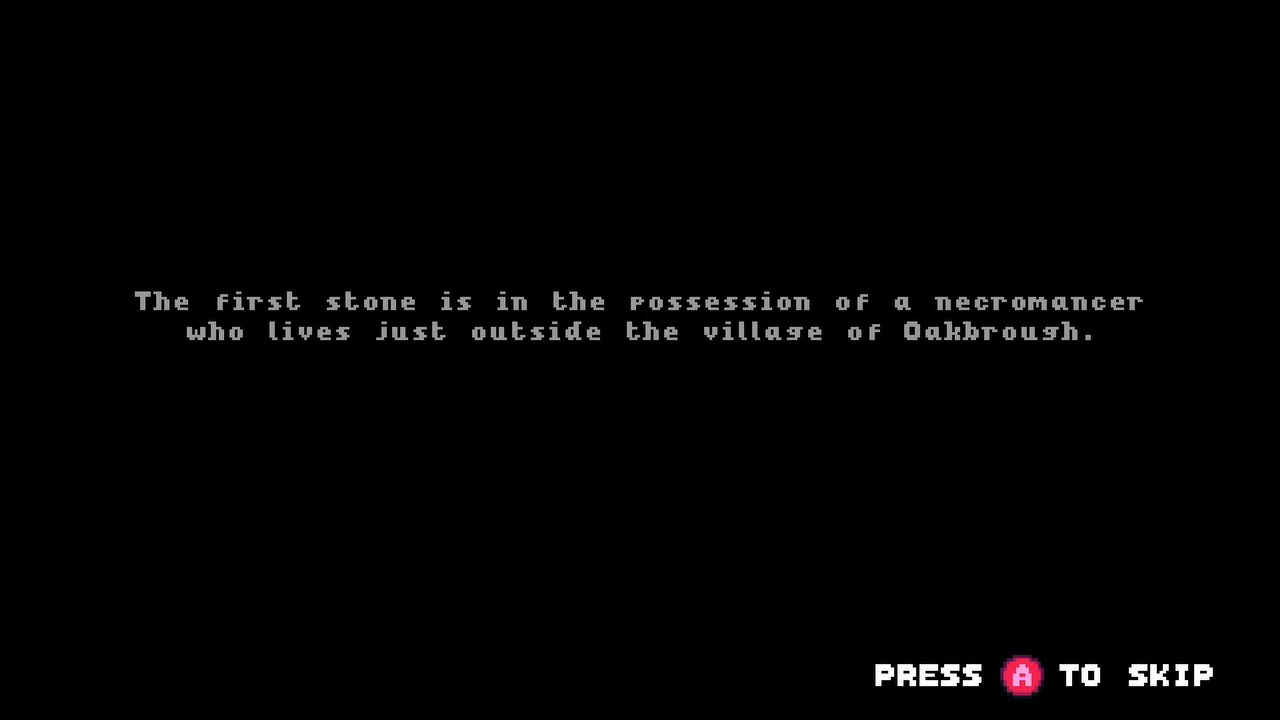 The first stone is in the possession of a necromancer
who lives just outside the village of Oakbrough.
PRESS A TO SKIP